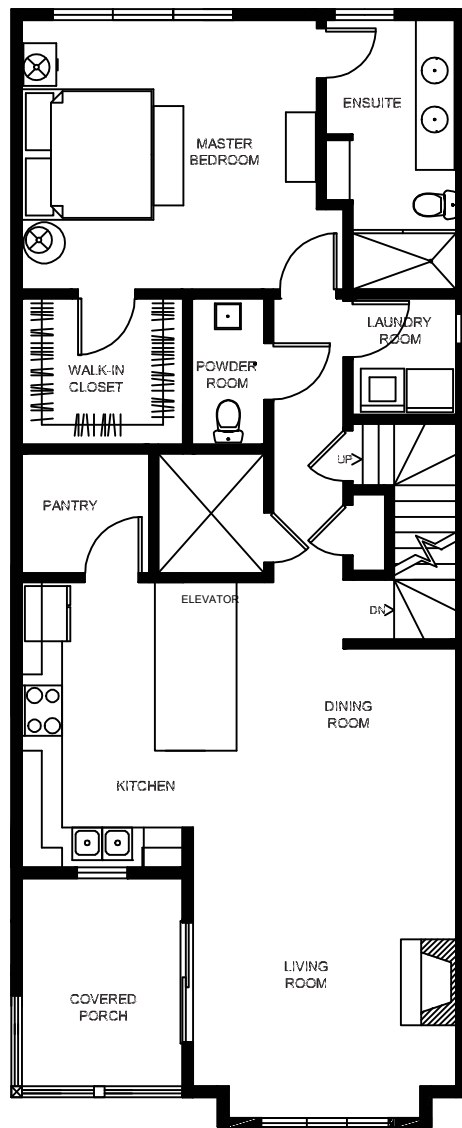 ENSUITE
MASTER
BEDROOM
LAUNDRY
ROOM
WALK-IN
CLOSET
POWDER
ROOM
UP
PANTRY
ELEVATOR
DN
DINING
ROOM
KITCHEN
LIVING
ROOM
COVERED
PORCH